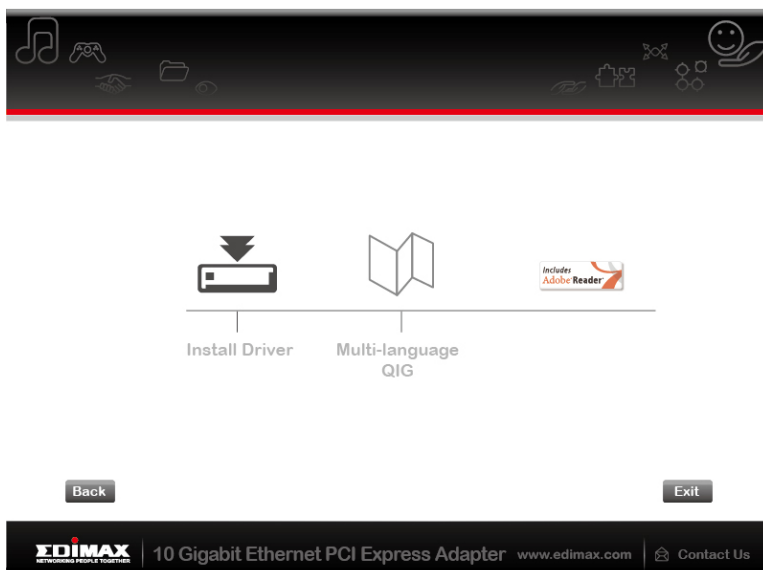 Includes
Adobe Reader
Install Driver
Multi-language
QIG
Back
Exit
EDIMAX
NETWORKING PEOPLE TOGETHER
10 Gigabit Ethernet PCI Express Adapter
www.edimax.com
Contact Us